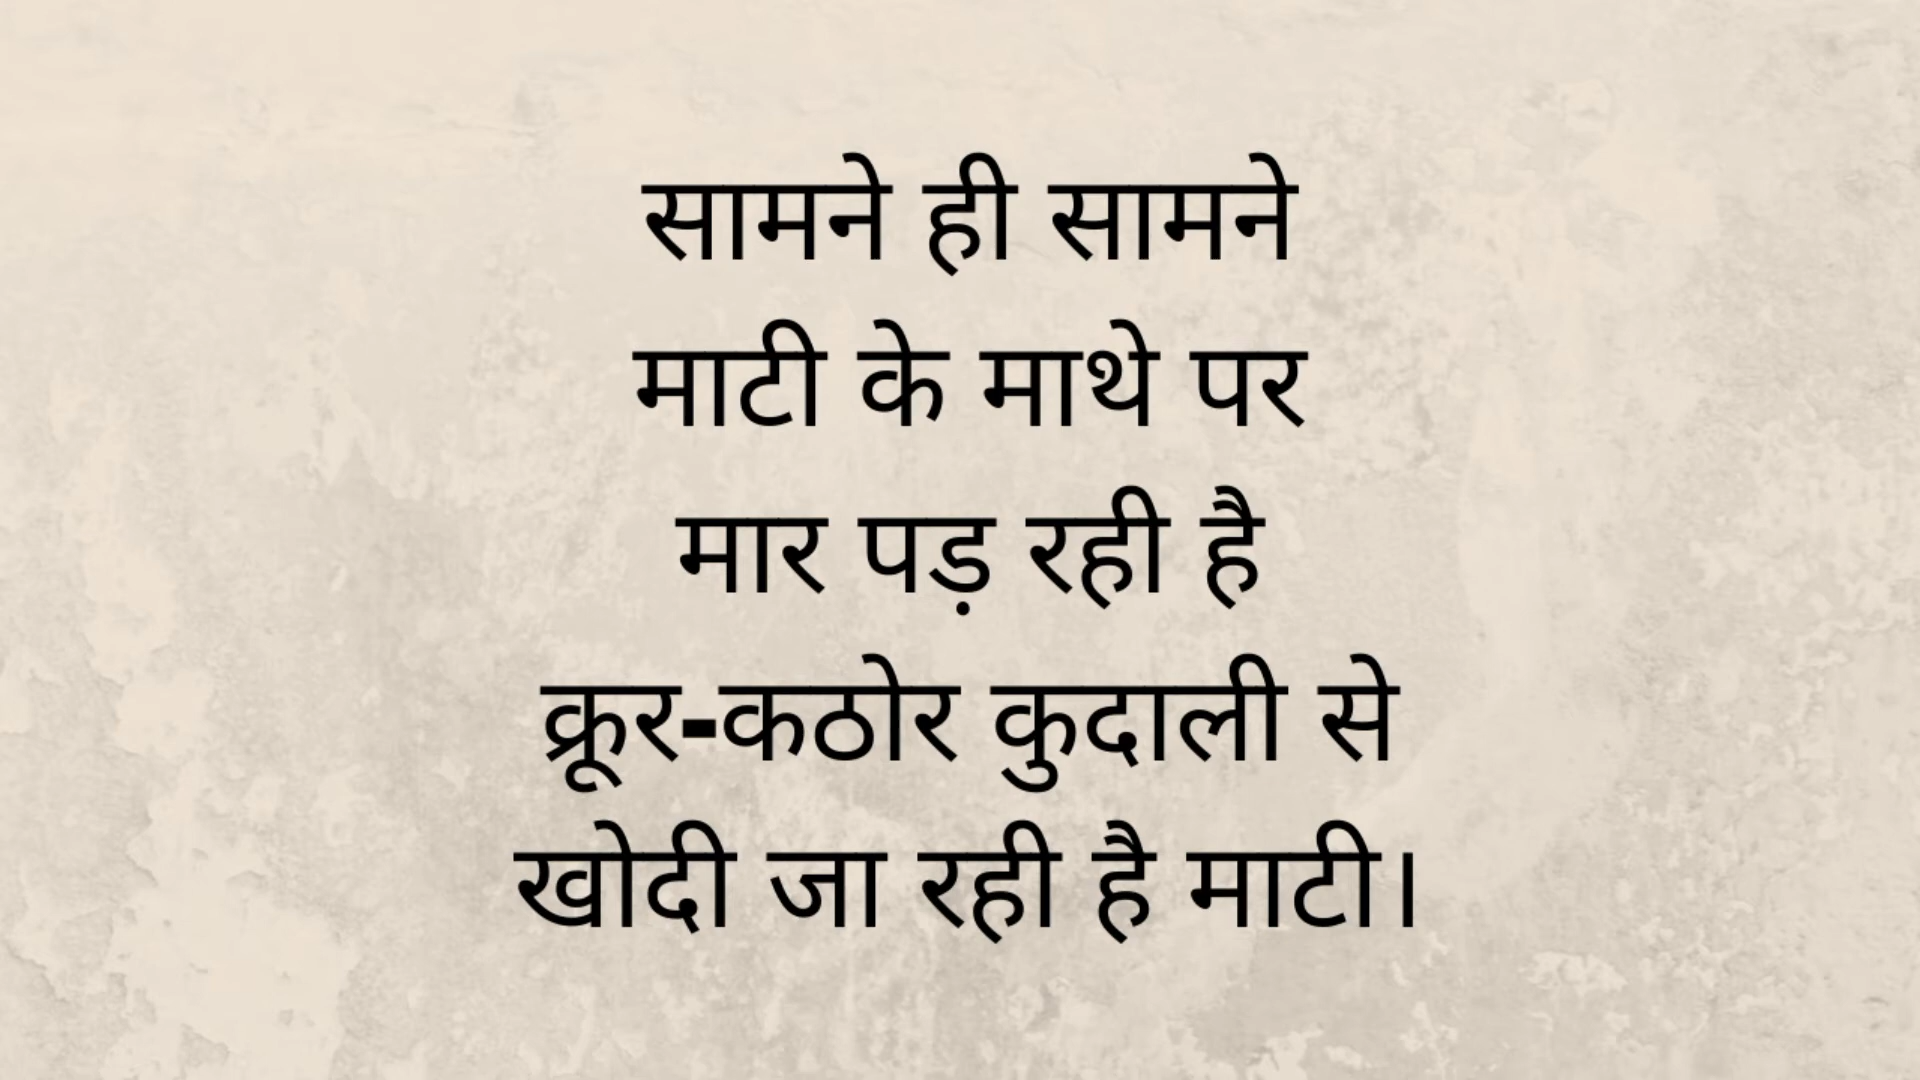 सामने ही सामने
माटी के माथे पर
मार पड़ रही है
क्रूर-कठोर कुदाली से
खोदी जा रही है माटी।